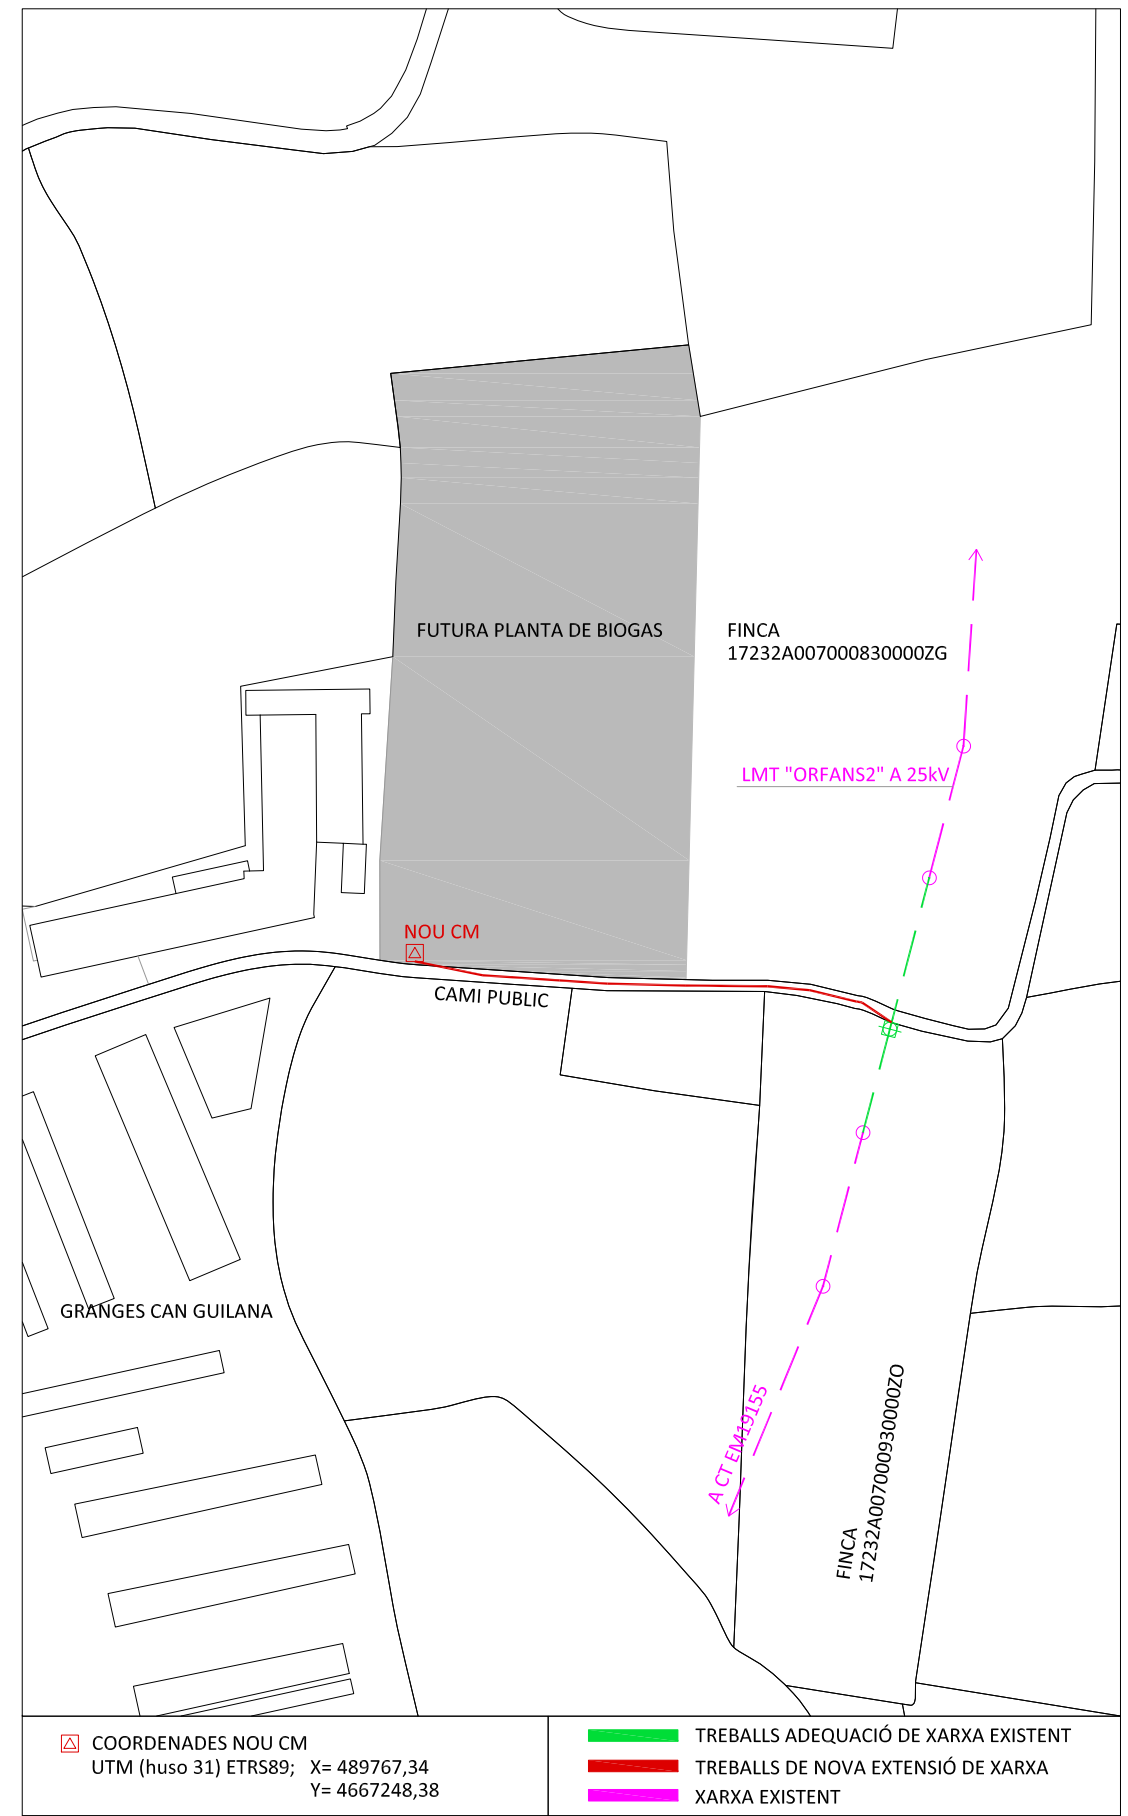 FUTURA PLANTA DE BIOGAS
FINCA
17232A007000830000ZG
LMT "ORFANS2" A 25kV
NOU CM
CAMI PUBLIC
GRANGES CAN GUILANA
A CT EM19155
FINCA
17232A007000930000ZO
COORDENADES NOU CM
UTM (huso 31) ETRS89; X= 489767,34
Y= 4667248,38
TREBALLS ADEQUACIÓ DE XARXA EXISTENT
TREBALLS DE NOVA EXTENSIÓ DE XARXA
XARXA EXISTENT